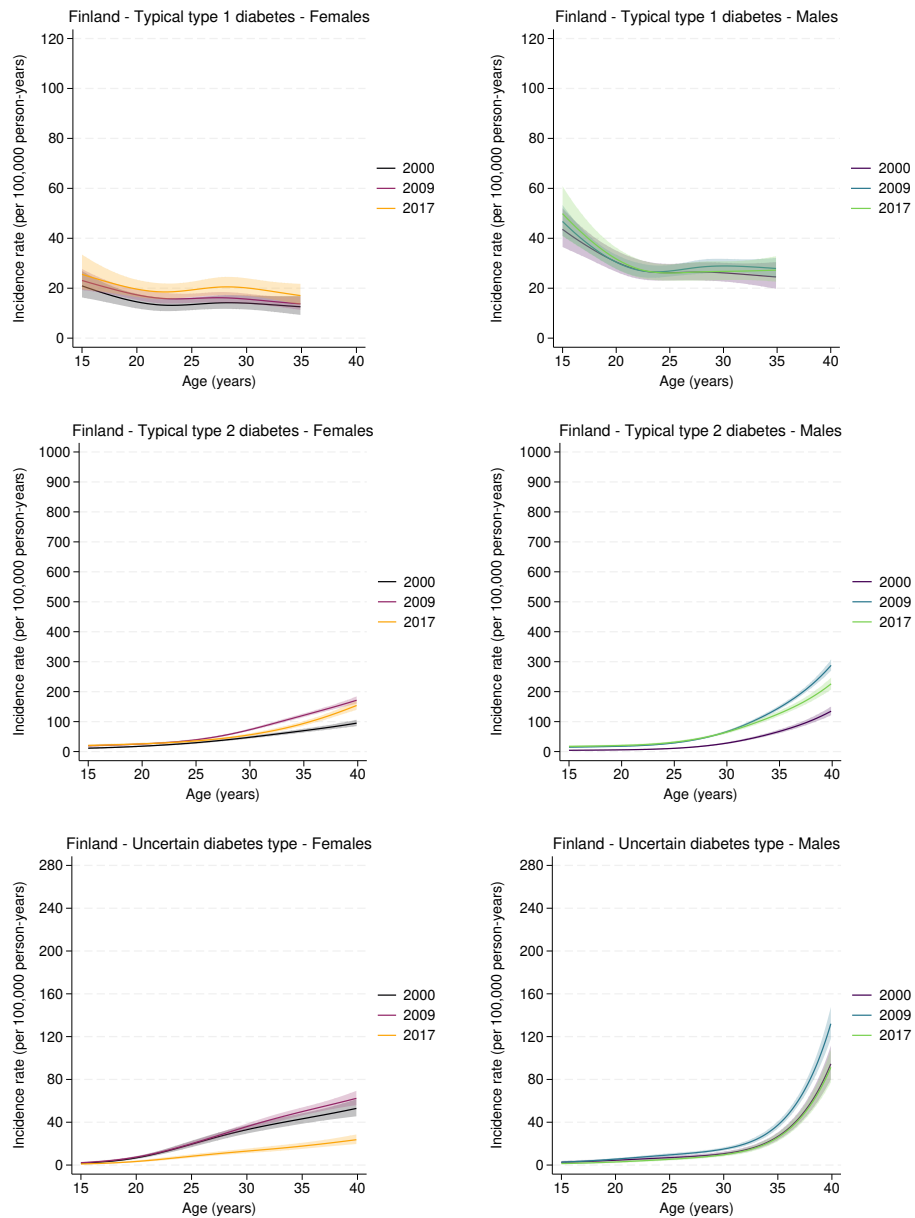 Finland - Typical type 1 diabetes - Females
Incidence rate (per 100,000 person-years)
120
100
80
60
40
20
0
15 20 25 30 35 40
Age (years)
2000
2009
2017
Finland - Typical type 1 diabetes - Males
Incidence rate (per 100,000 person-years)
120
100
80
60
40
20
0
15 20 25 30 35 40
Age (years)
2000
2009
2017
Finland - Typical type 2 diabetes - Females
Incidence rate (per 100,000 person-years)
1000
900
800
700
600
500
400
300
200
100
0
15 20 25 30 35 40
Age (years)
2000
2009
2017
Finland - Typical type 2 diabetes - Males
Incidence rate (per 100,000 person-years)
1000
900
800
700
600
500
400
300
200
100
0
15 20 25 30 35 40
Age (years)
2000
2009
2017
Finland - Uncertain diabetes type - Females
Incidence rate (per 100,000 person-years)
280
240
200
160
120
80
40
0
15 20 25 30 35 40
Age (years)
2000
2009
2017
Finland - Uncertain diabetes type - Males
Incidence rate (per 100,000 person-years)
280
240
200
160
120
80
40
0
15 20 25 30 35 40
Age (years)
2000
2009
2017